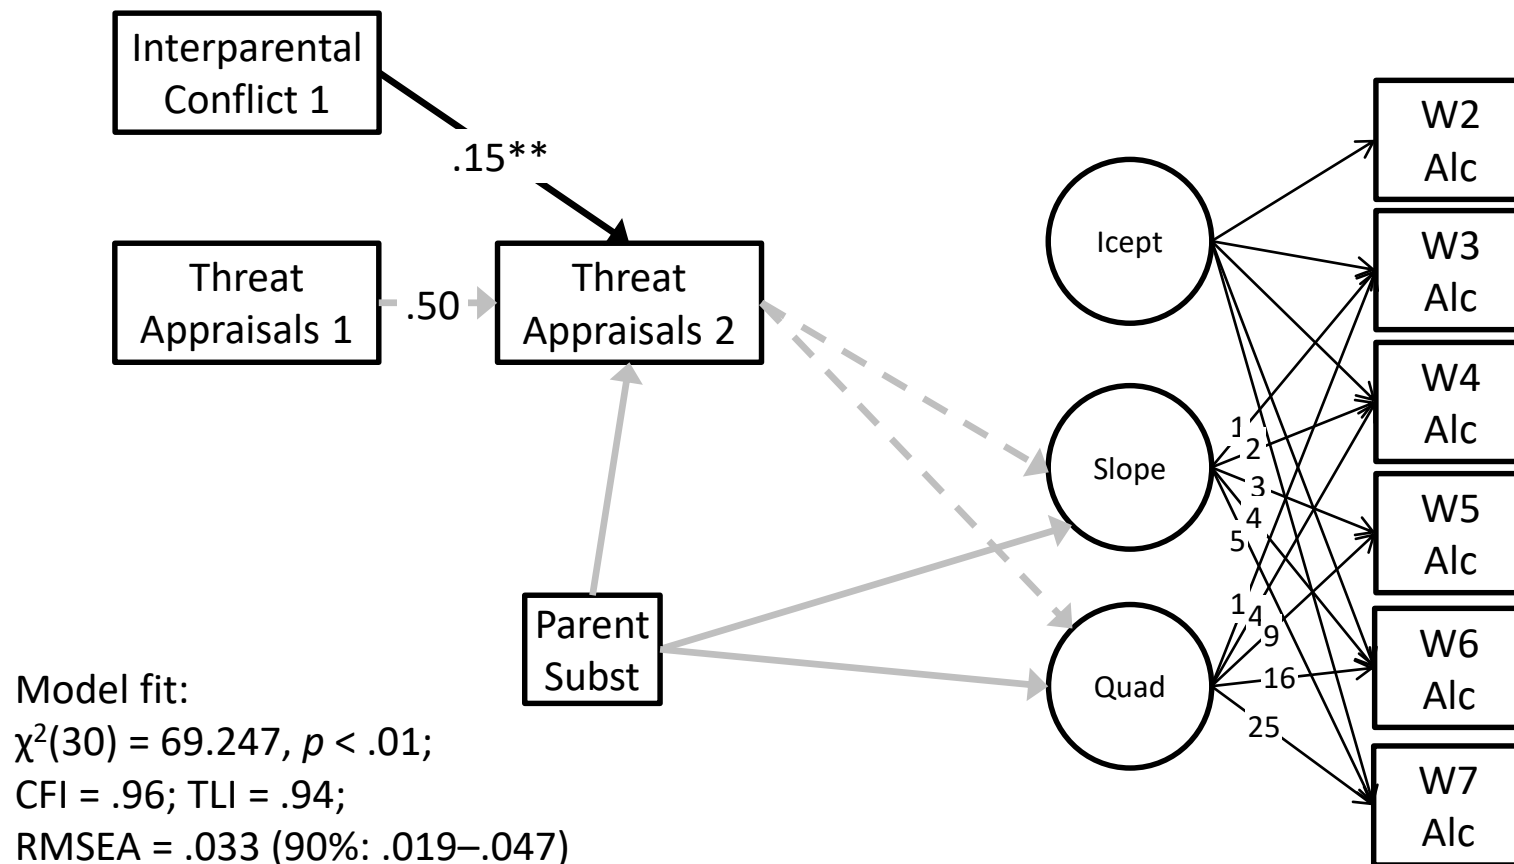 Interparental
Conflict 1
.15**
Threat
Appraisals 1
.50
Threat
Appraisals 2
Parent
Subst
Icept
Slope
Quad
1
2
3
4
5
1
4
9
16
25
W2
Alc
W3
Alc
W4
Alc
W5
Alc
W6
Alc
W7
Alc
Model fit:
χ²(30) = 69.247, p < .01;
CFI = .96; TLI = .94;
RMSEA = .033 (90%: .019–.047)